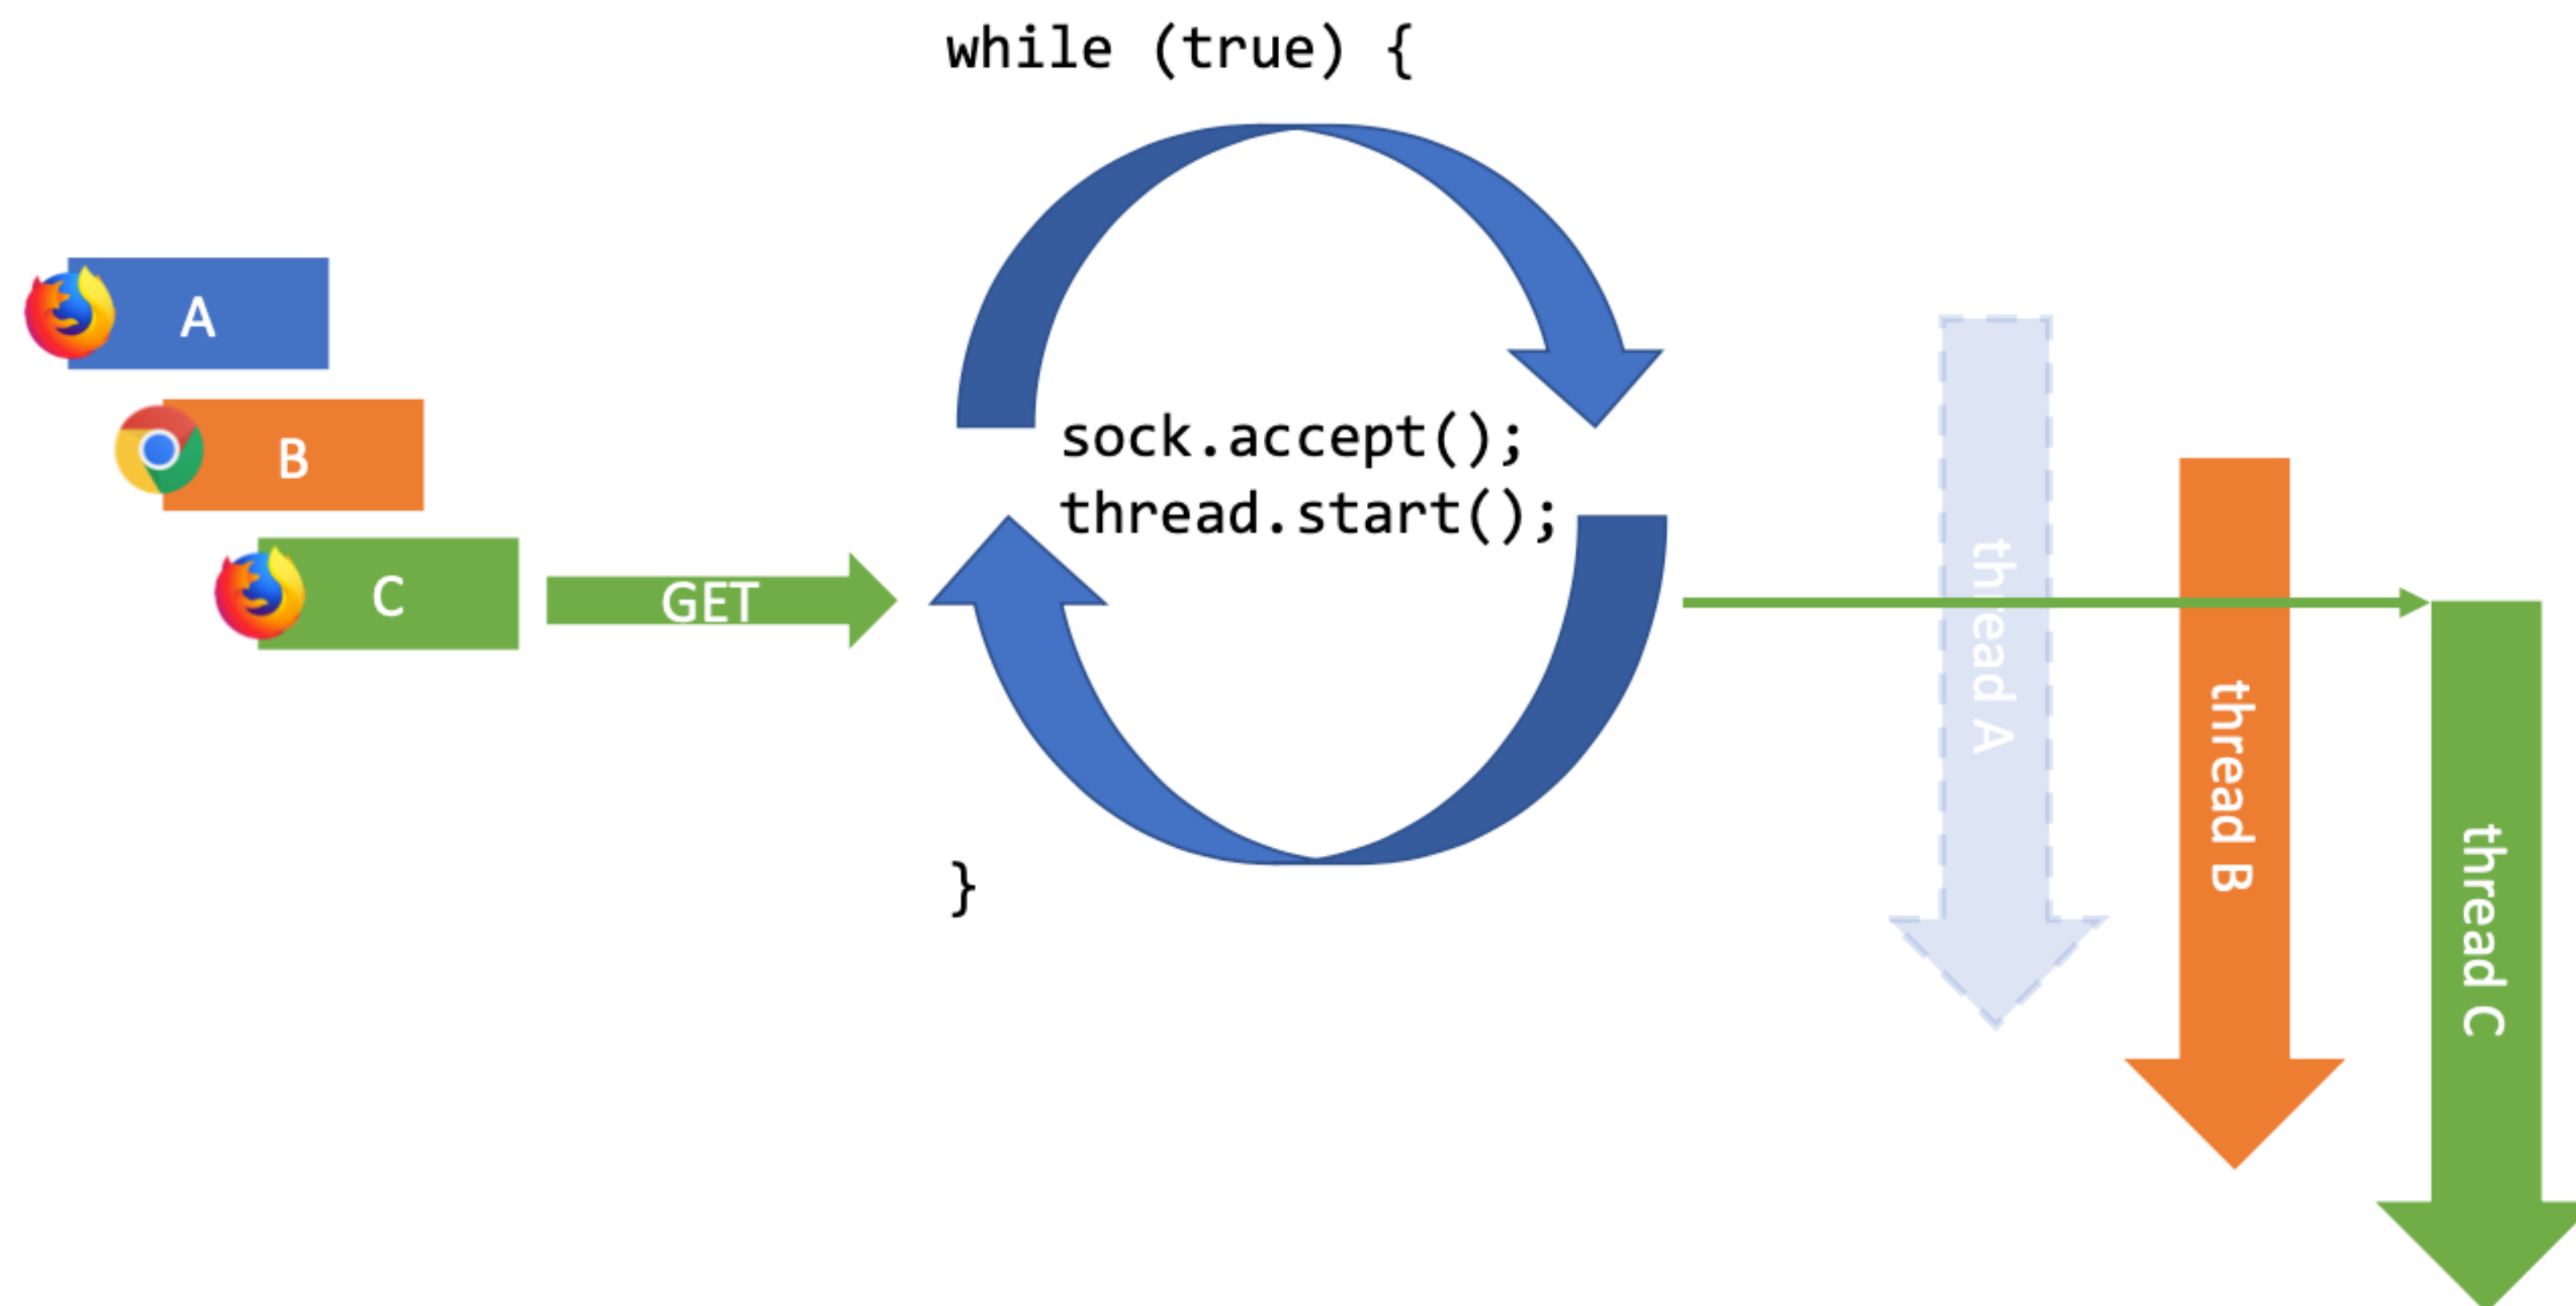 while (true) {
A
B
C
GET
sock.accept();
thread.start();
}
thread A
thread B
thread C